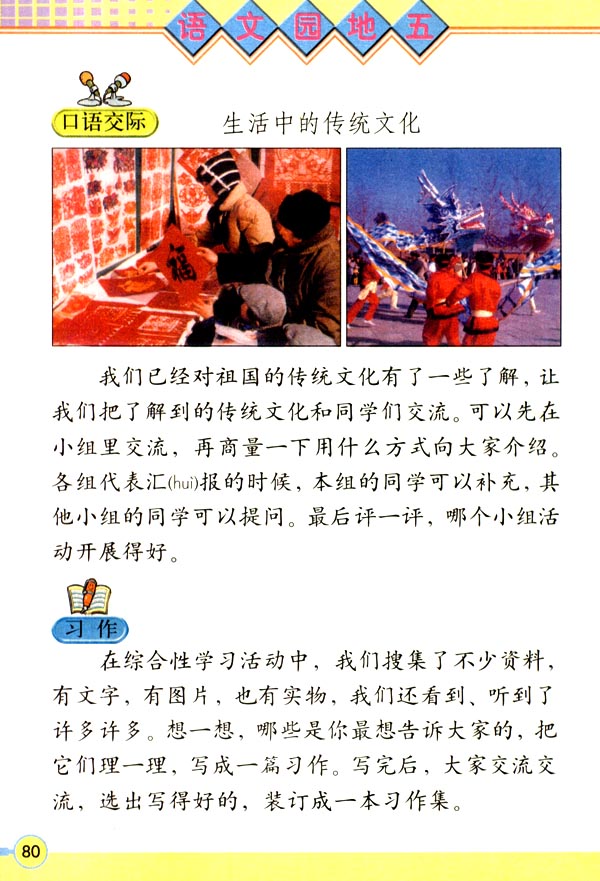 语文园地五
口语交际
生活中的传统文化
福
我们已经对祖国的传统文化有了一些了解，让
我们把了解到的传统文化和同学们交流。可以先在
小组里交流，再商量一下用什么方式向大家介绍。
各组代表汇(huì)报的时候，本组的同学可以补充，其
他小组的同学可以提问。最后评一评，哪个小组活
动开展得好。
习作
在综合性学习活动中，我们搜集了不少资料，
有文字，有图片，也有实物，我们还看到、听到了
许多许多。想一想，哪些是你最想告诉大家的，把
它们理一理，写成一篇习作。写完后，大家交流交
流，选出写得好的，装订成一本习作集。
80